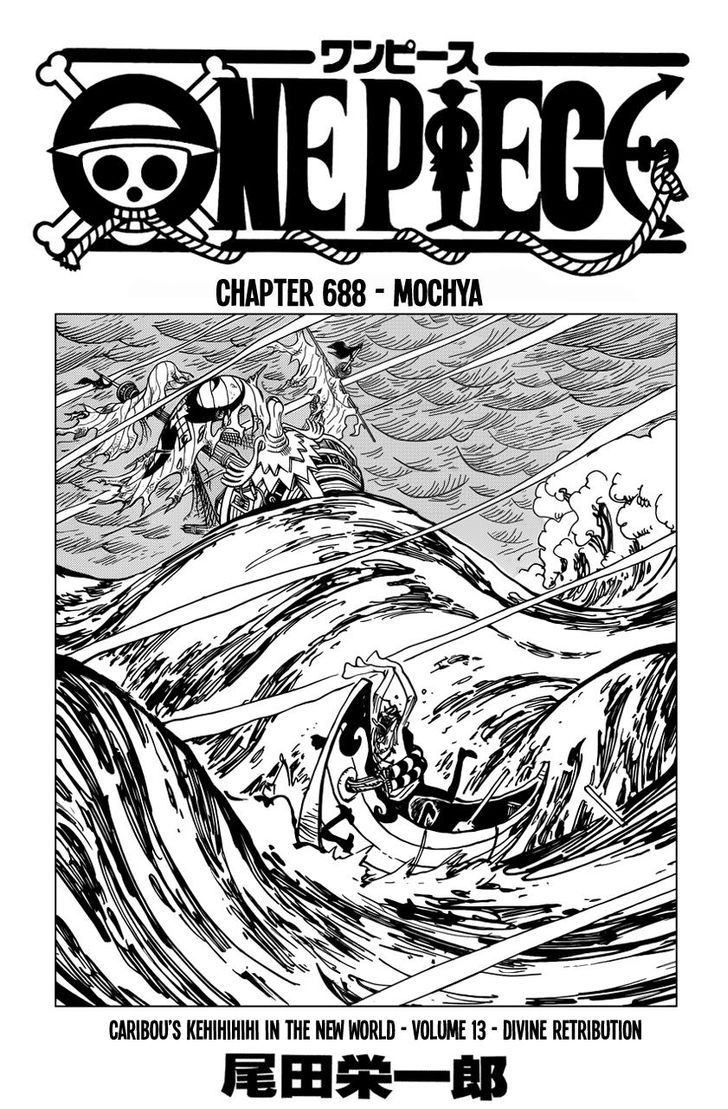 ワンピース
ONE PIECE
CHAPTER 688 - MOCHYA
CARIBOU'S KEHIHIHIHI IN THE NEW WORLD - VOLUME 13 - DIVINE RETRIBUTION
尾田栄一郎